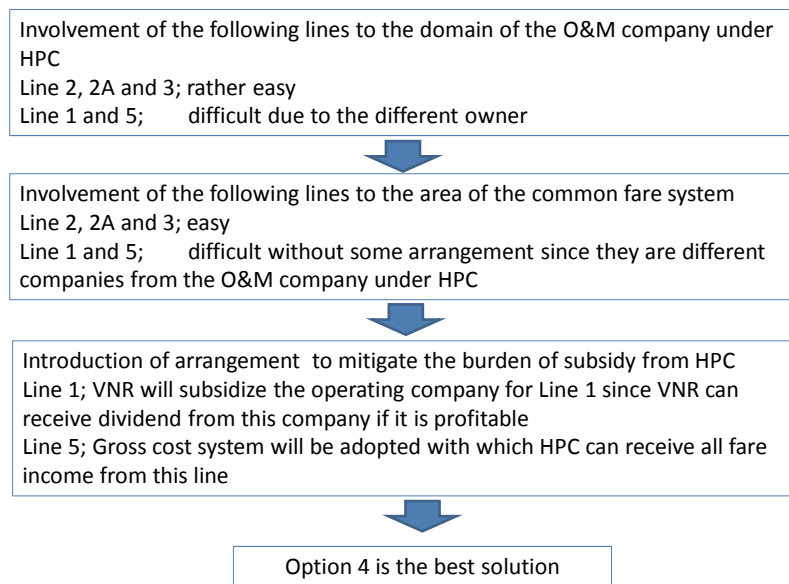 Involvement of the following lines to the domain of the O&M company under
HPC
Line 2, 2A and 3; rather easy
Line 1 and 5; difficult due to the different owner
Involvement of the following lines to the area of the common fare system
Line 2, 2A and 3; easy
Line 1 and 5; difficult without some arrangement since they are different
companies from the O&M company under HPC
Introduction of arrangement to mitigate the burden of subsidy from HPC
Line 1; VNR will subsidize the operating company for Line 1 since VNR can
receive dividend from this company if it is profitable
Line 5; Gross cost system will be adopted with which HPC can receive all fare
income from this line
Option 4 is the best solution